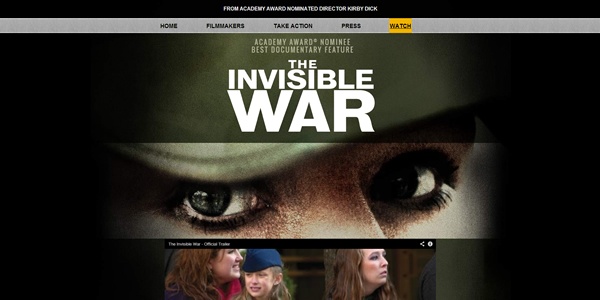 FROM ACADEMY AWARD NOMINATED DIRECTOR KIRBY DICK
HOME FILMMAKERS TAKE ACTION PRESS WATCH
ACADEMY AWARD® NOMINEE
BEST DOCUMENTARY FEATURE
THE
INVISIBLE
WAR
The Invisible War - Official Trailer